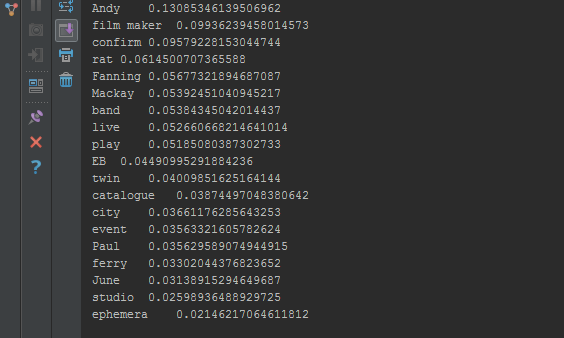 Andy 0.13085346139506962
film maker 0.09936239458014573
confirm 0.09579228153044744
rat 0.0614500707365588
Fanning 0.05677321894687087
Mackay 0.05392451040945217
band 0.05384345042014437
live 0.052660668214641014
play 0.05185080387302733
EB 0.04490995291884236
twin 0.04009851625164144
catalogue 0.03874497048380642
city 0.03661176285643253
event 0.03563321605782624
Paul 0.035629589074944915
ferry 0.03302044376823652
June 0.03138915294649687
studio 0.02598936488929725
ephemera 0.02146217064611812